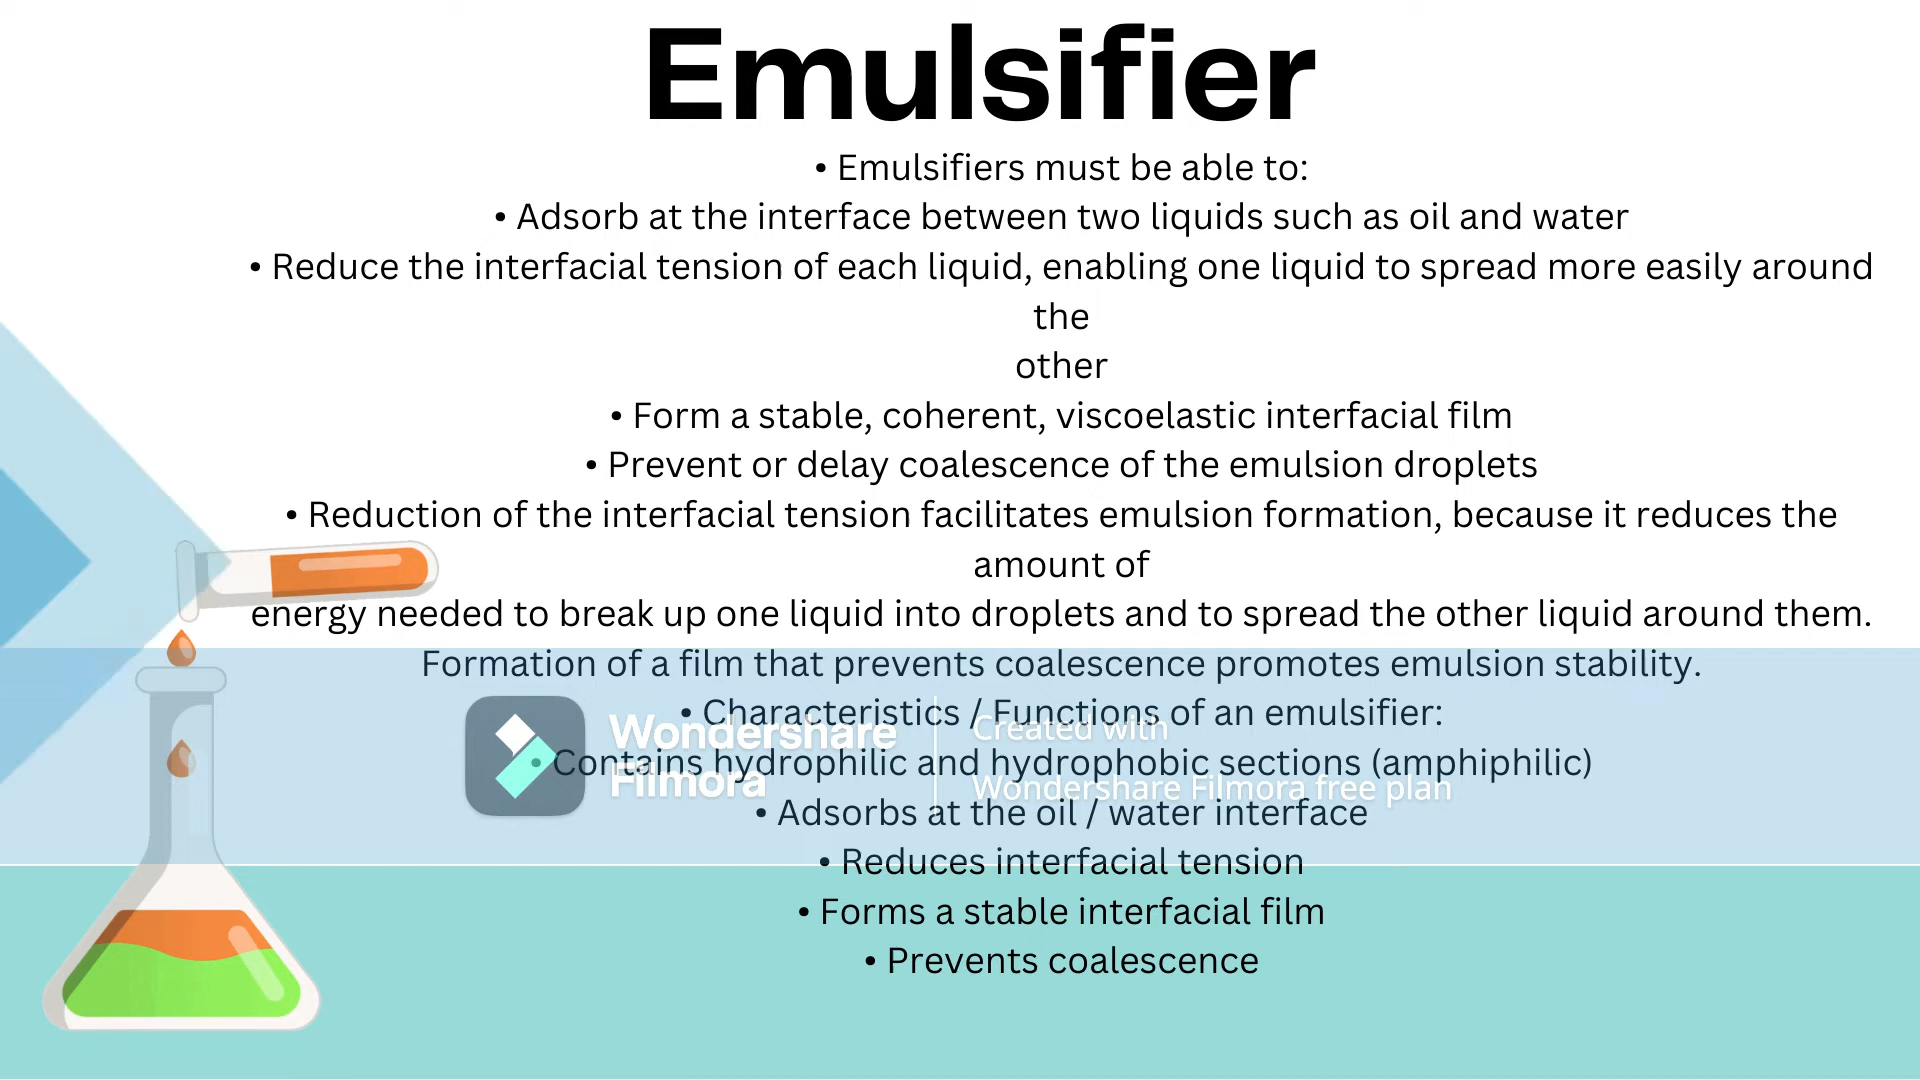 Emulsifier
• Emulsifiers must be able to:
• Adsorb at the interface between two liquids such as oil and water
• Reduce the interfacial tension of each liquid, enabling one liquid to spread more easily around
the
other
• Form a stable, coherent, viscoelastic interfacial film
• Prevent or delay coalescence of the emulsion droplets
• Reduction of the interfacial tension facilitates emulsion formation, because it reduces the
amount of
energy needed to break up one liquid into droplets and to spread the other liquid around them.
Formation of a film that prevents coalescence promotes emulsion stability.
• Characteristics / Functions of an emulsifier:
• Contains hydrophilic and hydrophobic sections (amphiphilic)
• Adsorbs at the oil / water interface
• Reduces interfacial tension
• Forms a stable interfacial film
• Prevents coalescence
Wondershare
Filmora
Created with
Wondershare Filmora free plan